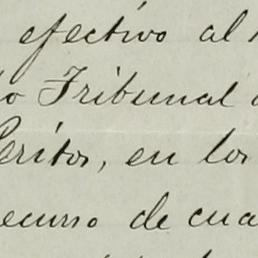 efectivo al
Tribunal
Peritos, en los
recurso de cua